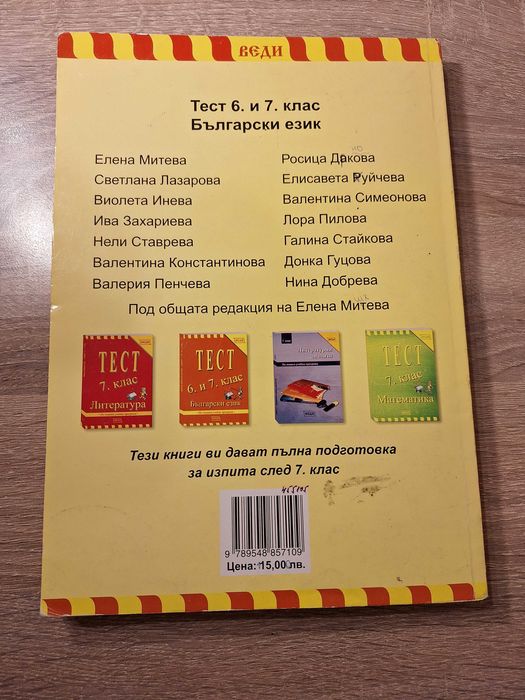 ВЕДИ
Тест 6. и 7. клас
Български език
Елена Митева
Светлана Лазарова
Виолета Инева
Ива Захариева
Нели Ставрева
Валентина Константинова
Валерия Пенчева
Росица Дакова
Елисавета Руйчева
Валентина Симеонова
Лора Пилова
Галина Стайкова
Донка Гуцова
Нина Добрева
Под общата редакция на Елена Митева
ТЕСТ
7. клас
Литература
ТЕСТ
6. и 7. клас
Български език
ТЕСТ
7. клас
Математика
Тези книги ви дават пълна подготовка
за изпита след 7. клас
9 789548 857109
Цена: 15,00 лв.